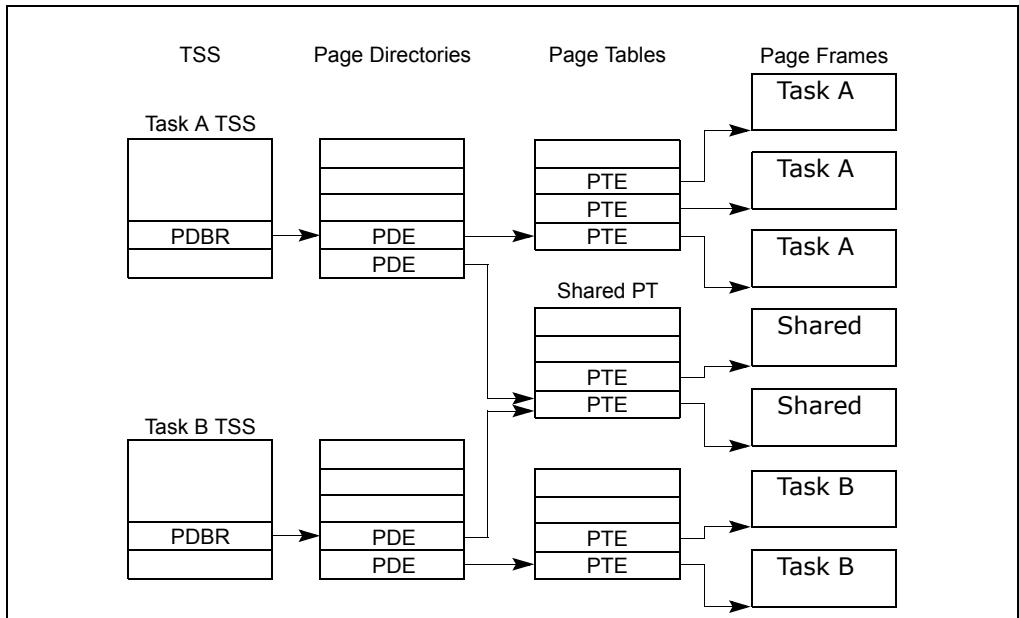 TSS
Page Directories
Page Tables
Page Frames
Task A
Task A TSS
Task A
PTE
PTE
PDBR
PDE
PTE
Task A
PDE
Shared PT
Shared
PTE
PTE
Shared
Task B TSS
Task B
PDBR
PDE
PTE
PDE
PTE
Task B